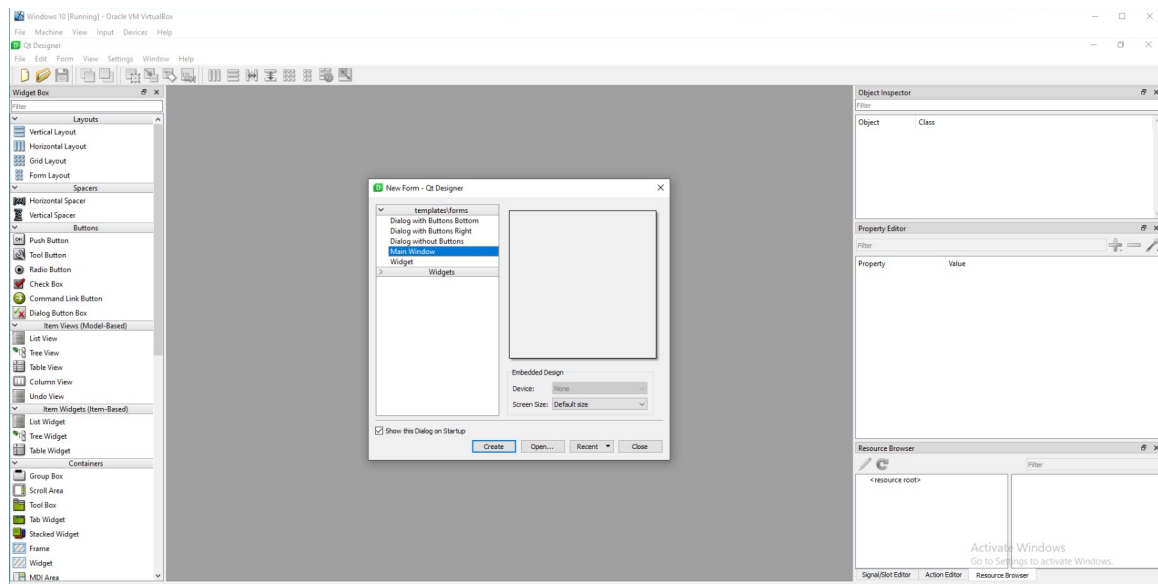 Windows 10 [Running] - Oracle VM VirtualBox
File Machine View Input Devices Help
Qt Designer
File Edit Form View Settings Window Help
Widget Box
Filter
Layouts
Vertical Layout
Horizontal Layout
Grid Layout
Form Layout
Spacers
Horizontal Spacer
Vertical Spacer
Buttons
Push Button
Tool Button
Radio Button
Check Box
Command Link Button
Dialog Button Box
Item Views (Model-Based)
List View
Tree View
Table View
Column View
Undo View
Item Widgets (Item-Based)
List Widget
Tree Widget
Table Widget
Containers
Group Box
Scroll Area
Tool Box
Tab Widget
Stacked Widget
Frame
Widget
MDI Area
New Form - Qt Designer
templates\forms
Dialog with Buttons Bottom
Dialog with Buttons Right
Dialog without Buttons
Main Window
Widget
Widgets
Embedded Design
Device: None
Screen Size: Default size
Show this Dialog on Startup
Create Open... Recent Close
Object Inspector
Filter
Object Class
Property Editor
Filter
Property Value
Resource Browser
Filter
<resource root>
Activate Windows
Go to Settings to activate Windows.
Signal/Slot Editor Action Editor Resource Browser